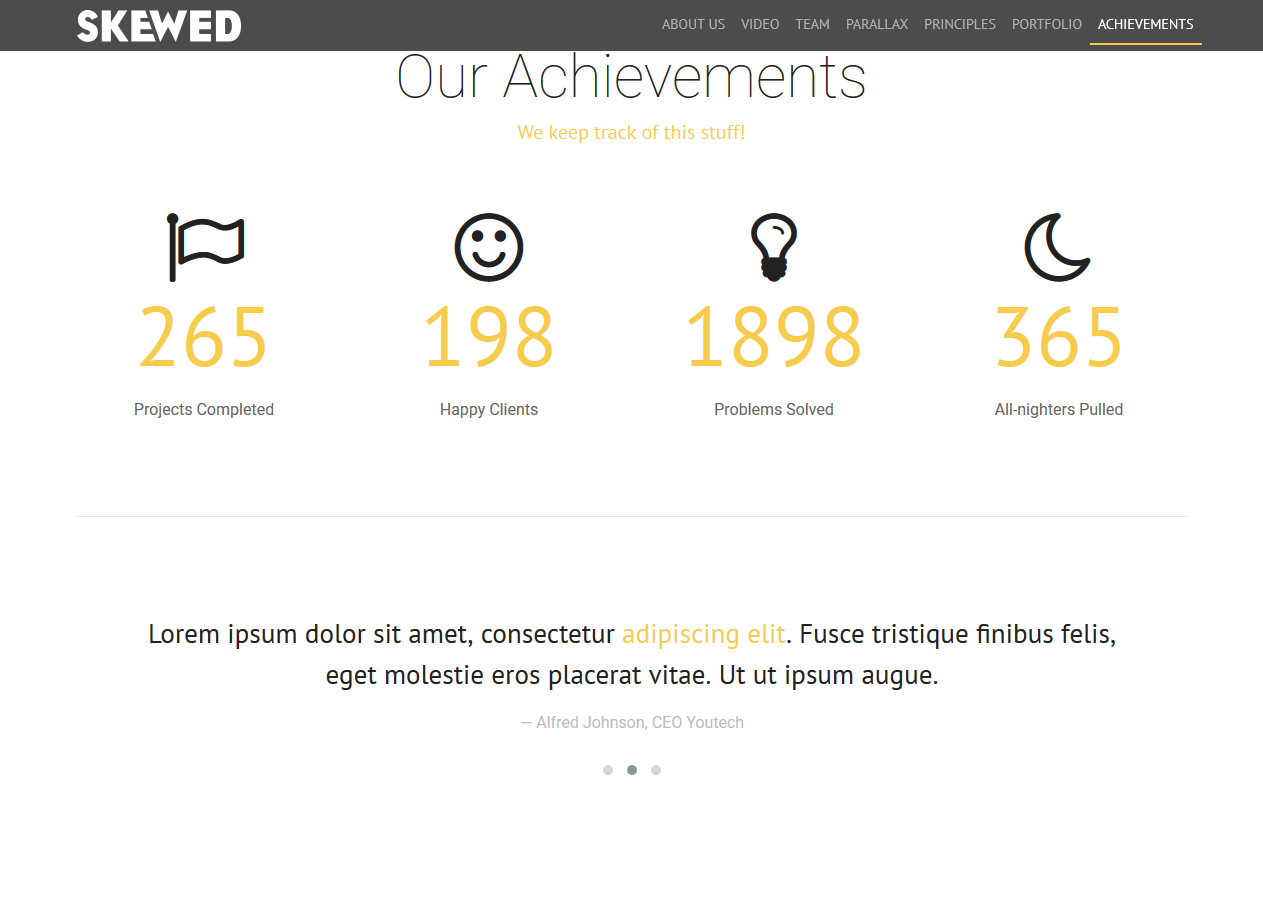 SKEWED
ABOUT US VIDEO TEAM PARALLAX PRINCIPLES PORTFOLIO ACHIEVEMENTS
Our Achievements
We keep track of this stuff!
265 198 1898 365
Projects Completed Happy Clients Problems Solved All-nighters Pulled
Lorem ipsum dolor sit amet, consectetur adipiscing elit. Fusce tristique finibus felis,
eget molestie eros placerat vitae. Ut ut ipsum augue.
— Alfred Johnson, CEO Youtech